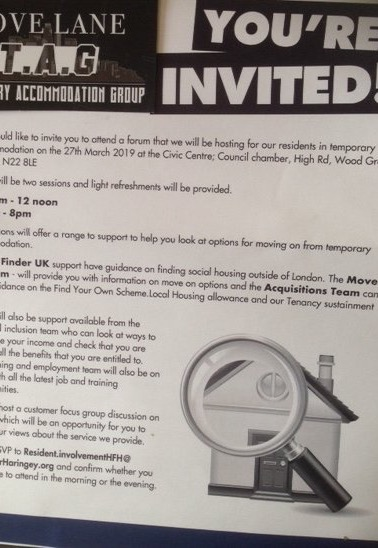 OVE LANE
T.A.G
RY ACCOMMODATION GROUP
YOU'RE
INVITED!
uld like to invite you to attend a forum that we will be hosting for our residents in temporary
modation on the 27th March 2019 at the Civic Centre; Council chamber, High Rd, Wood Gr
N22 8LE
ill be two sessions and light refreshments will be provided.
m - 12 noon
- 8pm
ions will offer a range to support to help you look at options for moving on from temporary
odation.
Finder UK support have guidance on finding social housing outside of London. The Move
m - will provide you with information on move on options and the Acquisitions Team can
idance on the Find Your Own Scheme.Local Housing allowance and our Tenancy sustainment
ill also be support available from the
l inclusion team who can look at ways to
e your income and check that you are
all the benefits that you are entitled to.
ing and employment team will also be on
th all the latest job and training
nities.
host a customer focus group discussion on
which will be an opportunity for you to
ur views about the service we provide.
SVP to Resident.involvementHFH@
rHaringey.org and confirm whether you
e to attend in the morning or the evening.